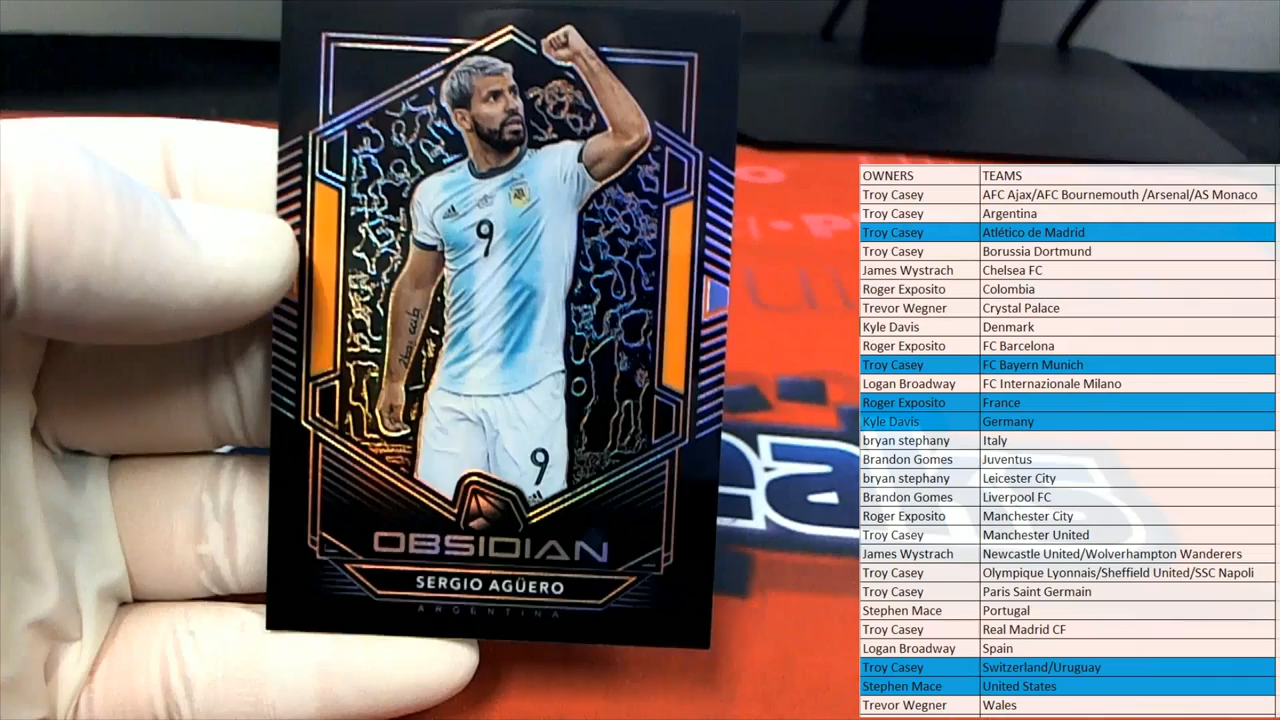 9
9
OBSIDIAN
SERGIO AGÜERO
ARGENTINA
OWNERS TEAMS
Troy Casey AFC Ajax/AFC Bournemouth /Arsenal/AS Monaco
Troy Casey Argentina
Troy Casey Atlético de Madrid
Troy Casey Borussia Dortmund
James Wystrach Chelsea FC
Roger Exposito Colombia
Trevor Wegner Crystal Palace
Kyle Davis Denmark
Roger Exposito FC Barcelona
Troy Casey FC Bayern Munich
Logan Broadway FC Internazionale Milano
Roger Exposito France
Kyle Davis Germany
bryan stephany Italy
Brandon Gomes Juventus
bryan stephany Leicester City
Brandon Gomes Liverpool FC
Roger Exposito Manchester City
Troy Casey Manchester United
James Wystrach Newcastle United/Wolverhampton Wanderers
Troy Casey Olympique Lyonnais/Sheffield United/SSC Napoli
Troy Casey Paris Saint Germain
Stephen Mace Portugal
Troy Casey Real Madrid CF
Logan Broadway Spain
Troy Casey Switzerland/Uruguay
Stephen Mace United States
Trevor Wegner Wales